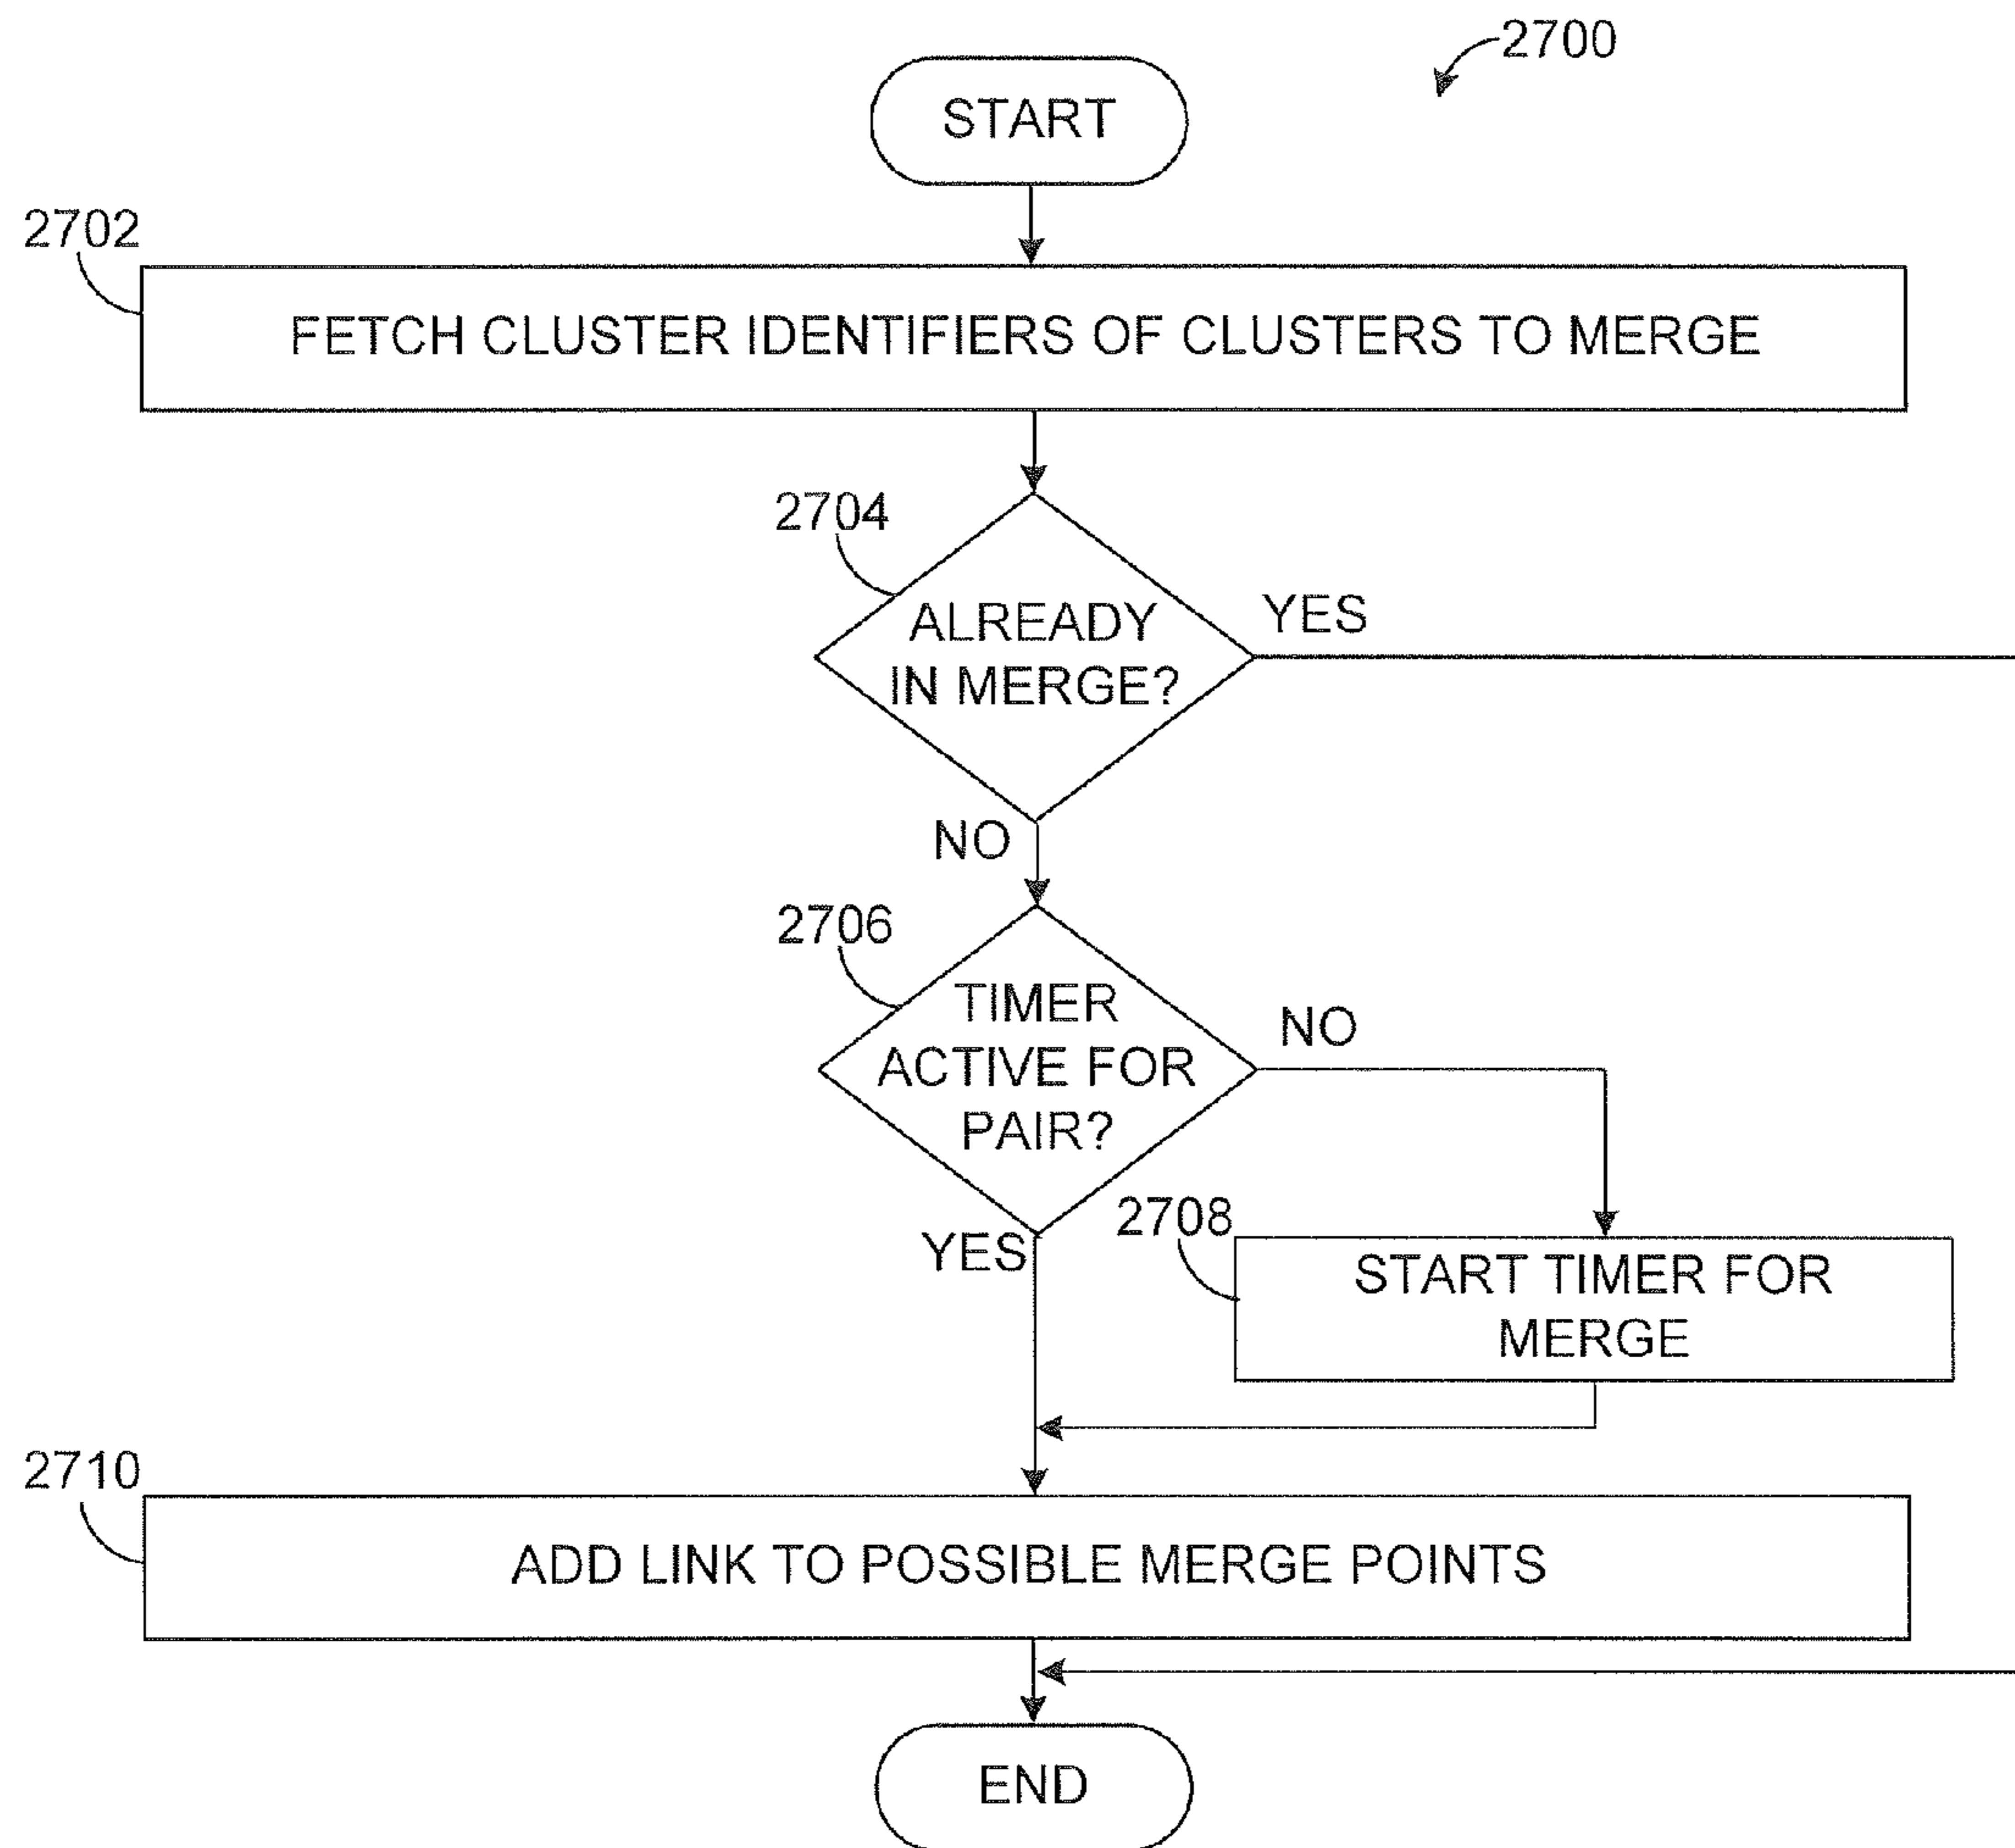 2700
START
2702
FETCH CLUSTER IDENTIFIERS OF CLUSTERS TO MERGE
2704
ALREADY
IN MERGE?
YES
NO
2706
TIMER
ACTIVE FOR
PAIR?
NO
YES
2708
START TIMER FOR
MERGE
2710
ADD LINK TO POSSIBLE MERGE POINTS
END